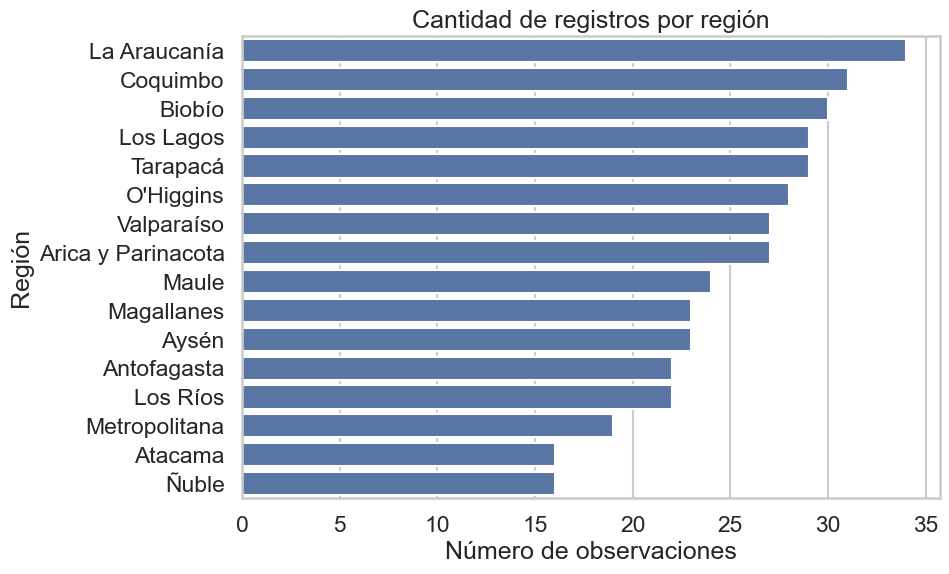 Cantidad de registros por región
Región
La Araucanía
Coquimbo
Biobío
Los Lagos
Tarapacá
O'Higgins
Valparaíso
Arica y Parinacota
Maule
Magallanes
Aysén
Antofagasta
Los Ríos
Metropolitana
Atacama
Ñuble
0 5 10 15 20 25 30 35
Número de observaciones